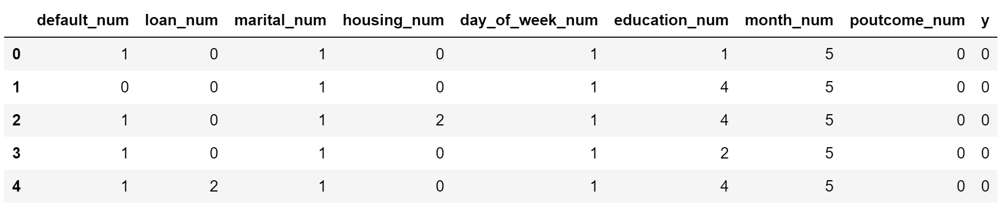 default_num loan_num marital_num housing_num day_of_week_num education_num month_num poutcome_num y
0 1 0 1 0 1 1 5 0 0
1 0 0 1 0 1 4 5 0 0
2 1 0 1 2 1 4 5 0 0
3 1 0 1 0 1 2 5 0 0
4 1 2 1 0 1 4 5 0 0